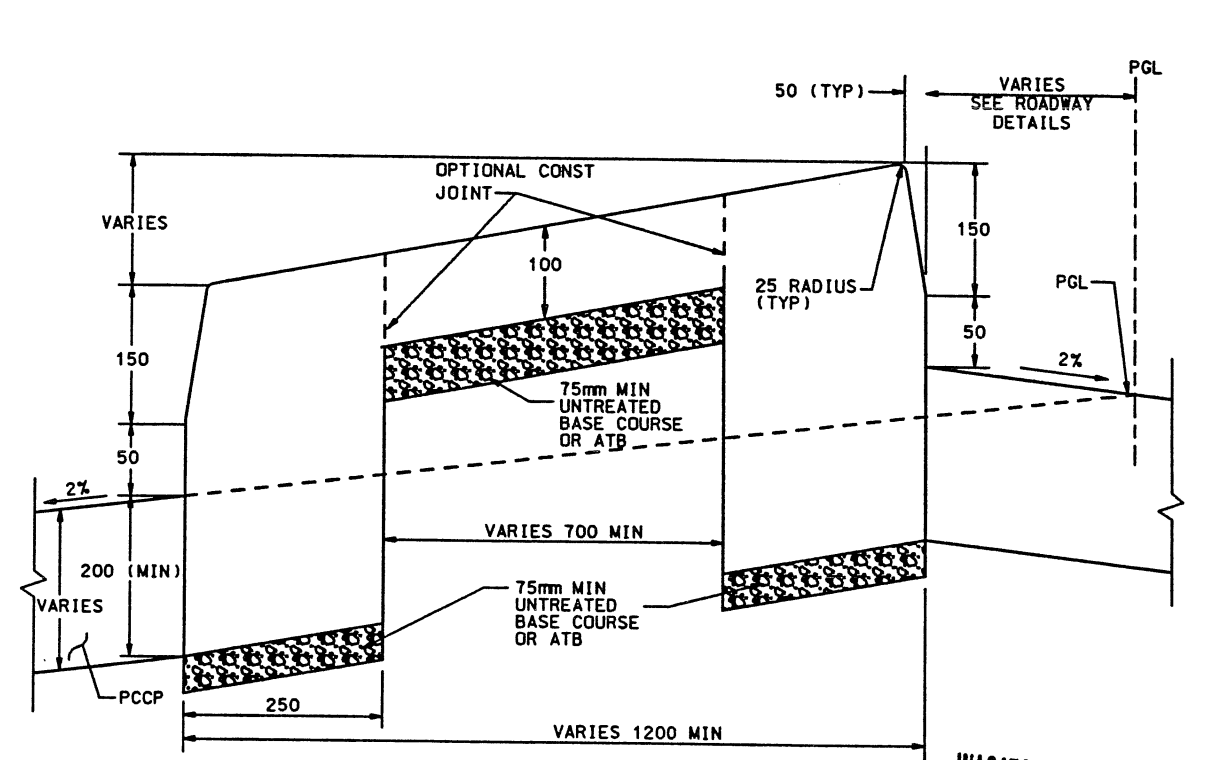 PGL
50 (TYP)
VARIES
SEE ROADWAY
DETAILS
OPTIONAL CONST
JOINT
VARIES
150
100
25 RADIUS
(TYP)
PGL
50
2%
150
75mm MIN
UNTREATED
BASE COURSE
OR ATB
50
2%
VARIES 700 MIN
200 (MIN)
VARIES
75mm MIN
UNTREATED
BASE COURSE
OR ATB
PCCP
250
VARIES 1200 MIN